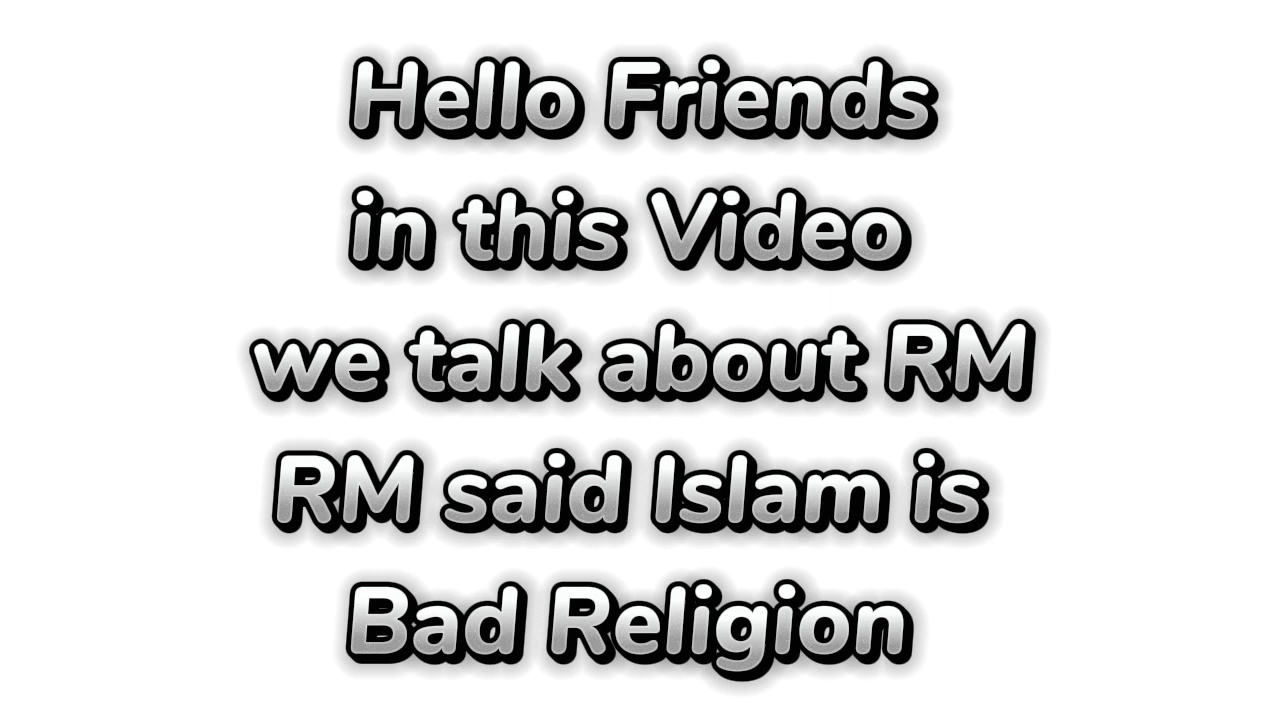 Hello Friends
in this Video
we talk about RM
RM said Islam is
Bad Religion